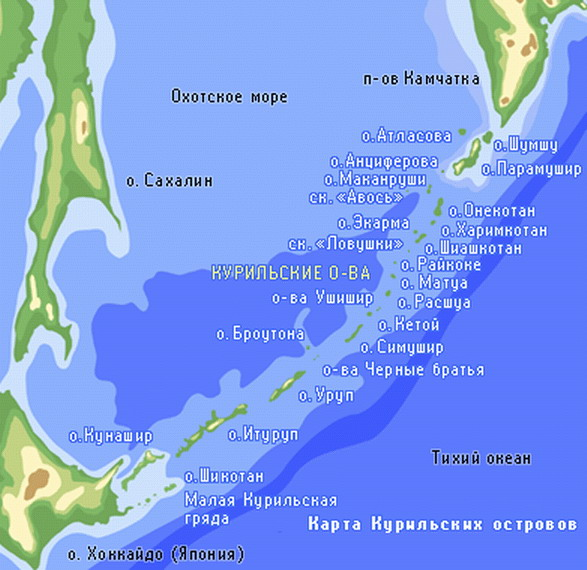 п-ов Камчатка
Охотское море
о.Атласова
о.Шумшу
о.Анциферова
о.Парамушир
о.Маканруши
о. Сахалин
ск. «Авось»
о.Онекотан
о.Экарма
о.Харимкотан
ск. «Ловушки»
о.Шиашкотан
о. Райкоке
КУРИЛЬСКИЕ О-ВА
о. Матуа
о-ва Ушишир
о. Расшуа
о.Кетой
о. Броутона
о. Симушир
о-ва Черные братья
о. Уруп
о.Кунашир
о.Итуруп
Тихий океан
о.Шикотан
Малая Курильская
гряда
Карта Курильских островов
о. Хоккайдо (Япония)